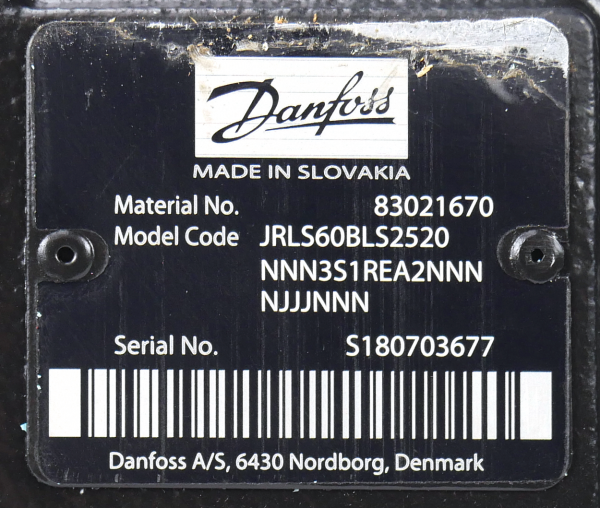 Danfoss
MADE IN SLOVAKIA
Material No. 83021670
Model Code JRLS60BLS2520
NNN3S1REA2NNN
NJJJNNN
Serial No. S180703677
Danfoss A/S, 6430 Nordborg, Denmark